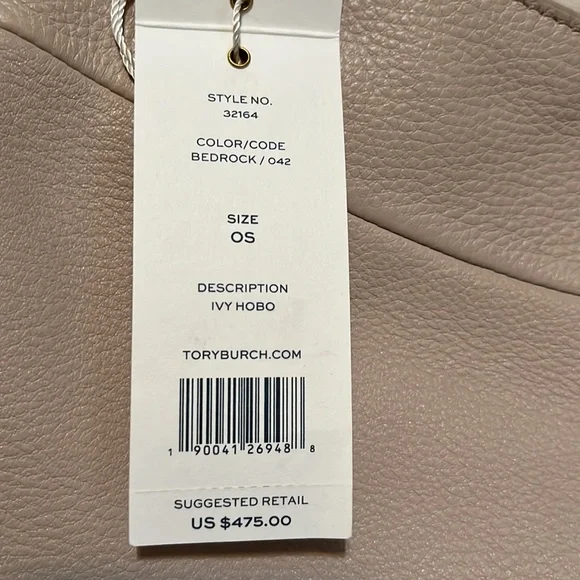 STYLE NO.
32164
COLOR/CODE
BEDROCK / 042
SIZE
OS
DESCRIPTION
IVY HOBO
TORYBURCH.COM
1 90041 26948 8
SUGGESTED RETAIL
US $475.00